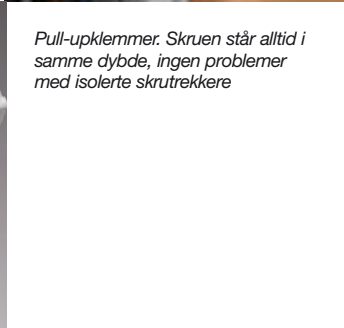 Pull-upklemmer. Skruen står alltid i
samme dybde, ingen problemer
med isolerte skrutrekkere